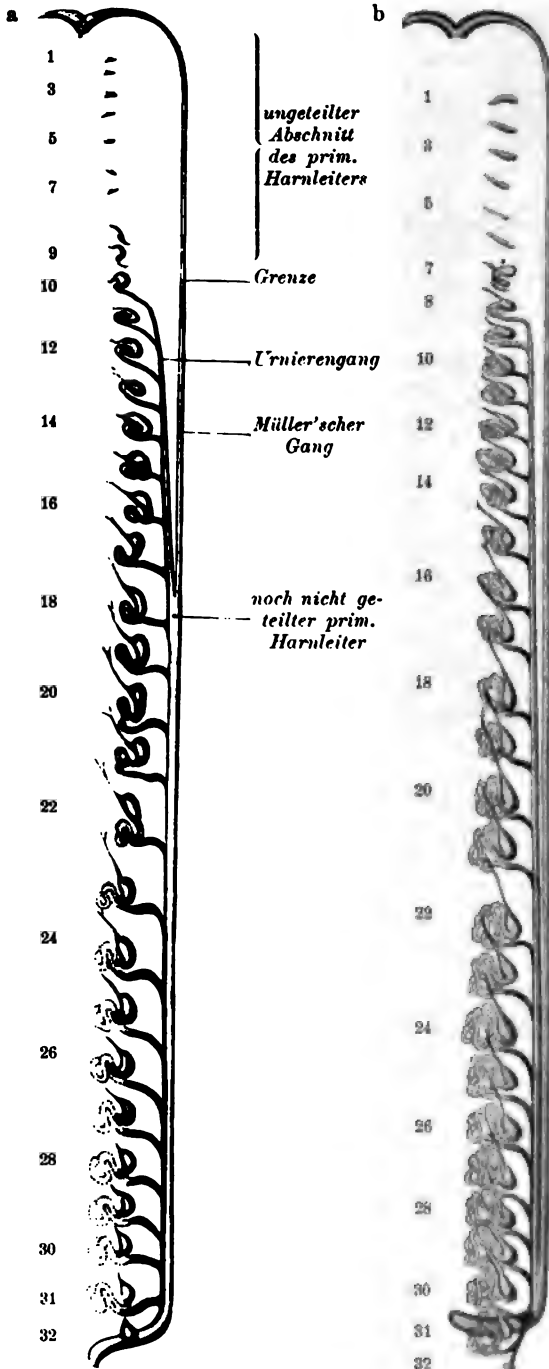 a
1
3
5
7
9
10
12
14
16
18
20
22
24
26
28
30
31
32
ungeteilter
Abschnitt
des prim.
Harnleiters
Grenze
Urnierengang
Müller'scher
Gang
noch nicht ge-
teilter prim.
Harnleiter
b
1
3
5
7
8
10
12
14
16
18
20
22
24
26
28
30
31
32